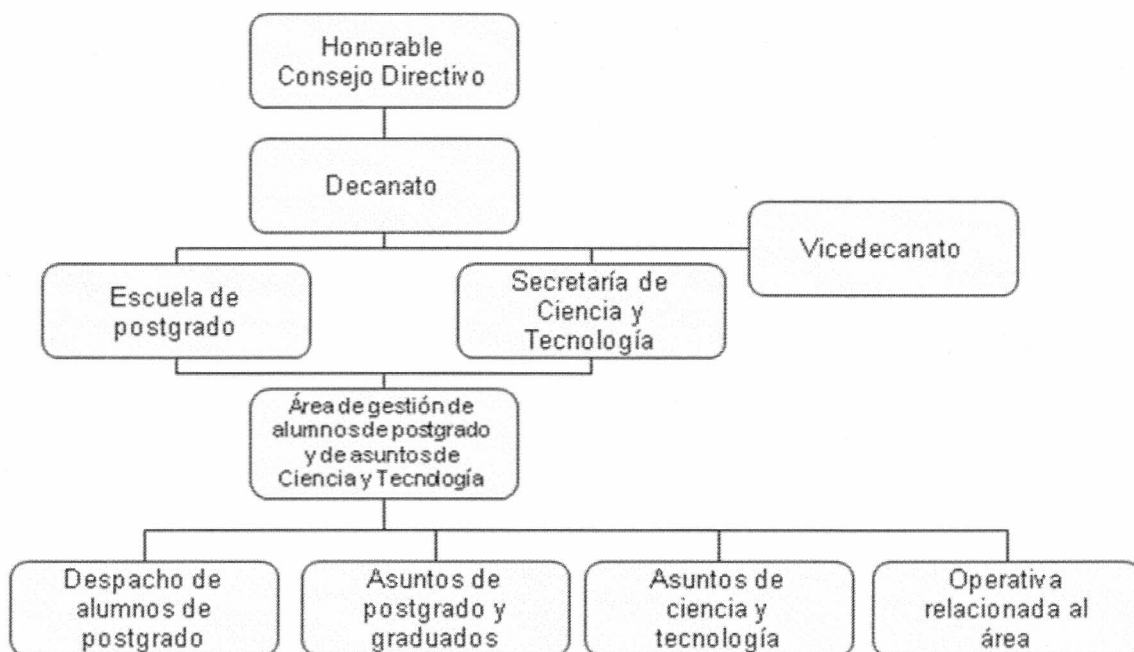 Honorable
Consejo Directivo
Decanato
Vicedecanato
Escuela de
postgrado
Secretaría de
Ciencia y
Tecnología
Área de gestión de
alumnos de postgrado
y de asuntos de
Ciencia y Tecnología
Despacho de
alumnos de
postgrado
Asuntos de
postgrado y
graduados
Asuntos de
ciencia y
tecnología
Operativa
relacionada al
área